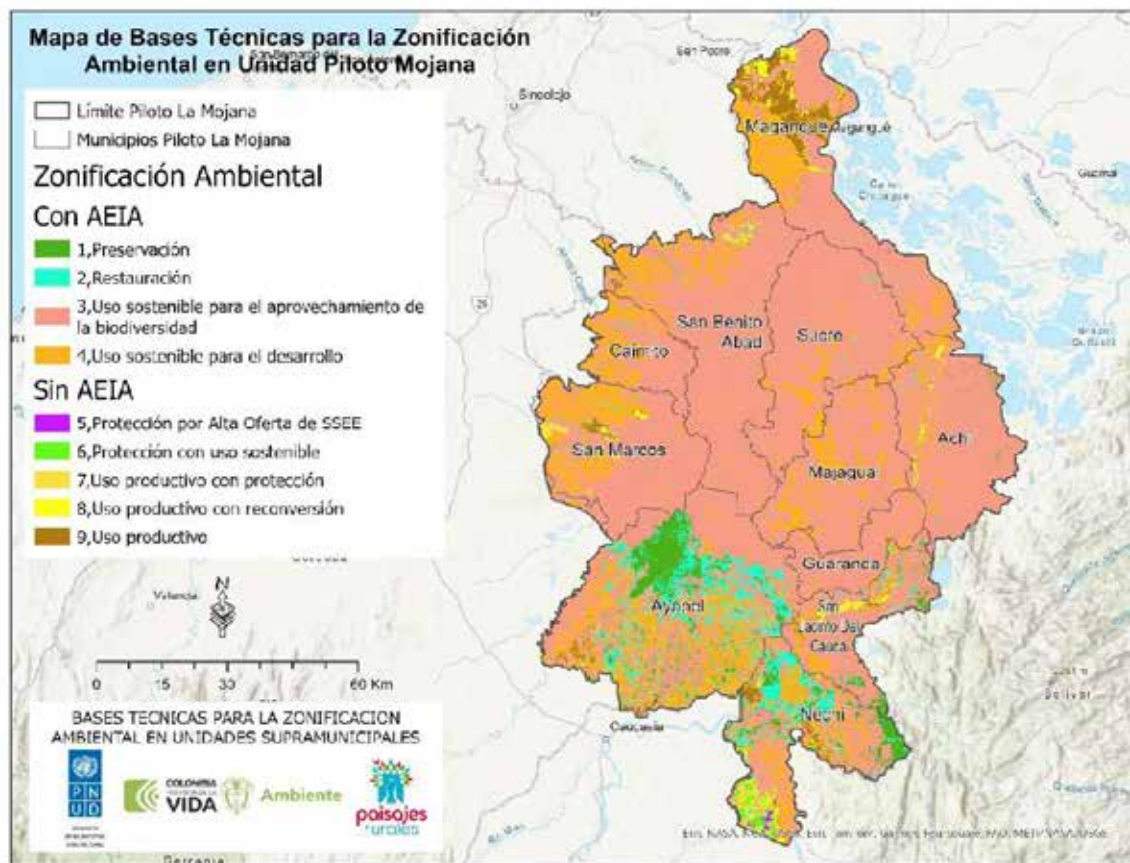 Mapa de Bases Técnicas para la Zonificación
Ambiental en Unidad Piloto Mojana
Límite Piloto La Mojana
Municipios Piloto La Mojana
Zonificación Ambiental
Con AEIA
1,Preservación
2,Restauración
3,Uso sostenible para el aprovechamiento de
la biodiversidad
4,Uso sostenible para el desarrollo
Sin AEIA
5,Protección por Alta Oferta de SSEE
6,Protección con uso sostenible
7,Uso productivo con protección
8,Uso productivo con reconversión
9,Uso productivo
Sincelejo
Magangué
San Benito
Abad
Sucre
Caimito
San Marcos
Majagual
Achí
Guaranda
Ayapel
San
Jacinto Del
Cauca
Nechí
Caucasia
Valencia
25
N
0 15 30 60 Km
BASES TECNICAS PARA LA ZONIFICACION
AMBIENTAL EN UNIDADES SUPRAMUNICIPALES
PNUD
COLOMBIA
VIDA
Ambiente
paisajes
rurales